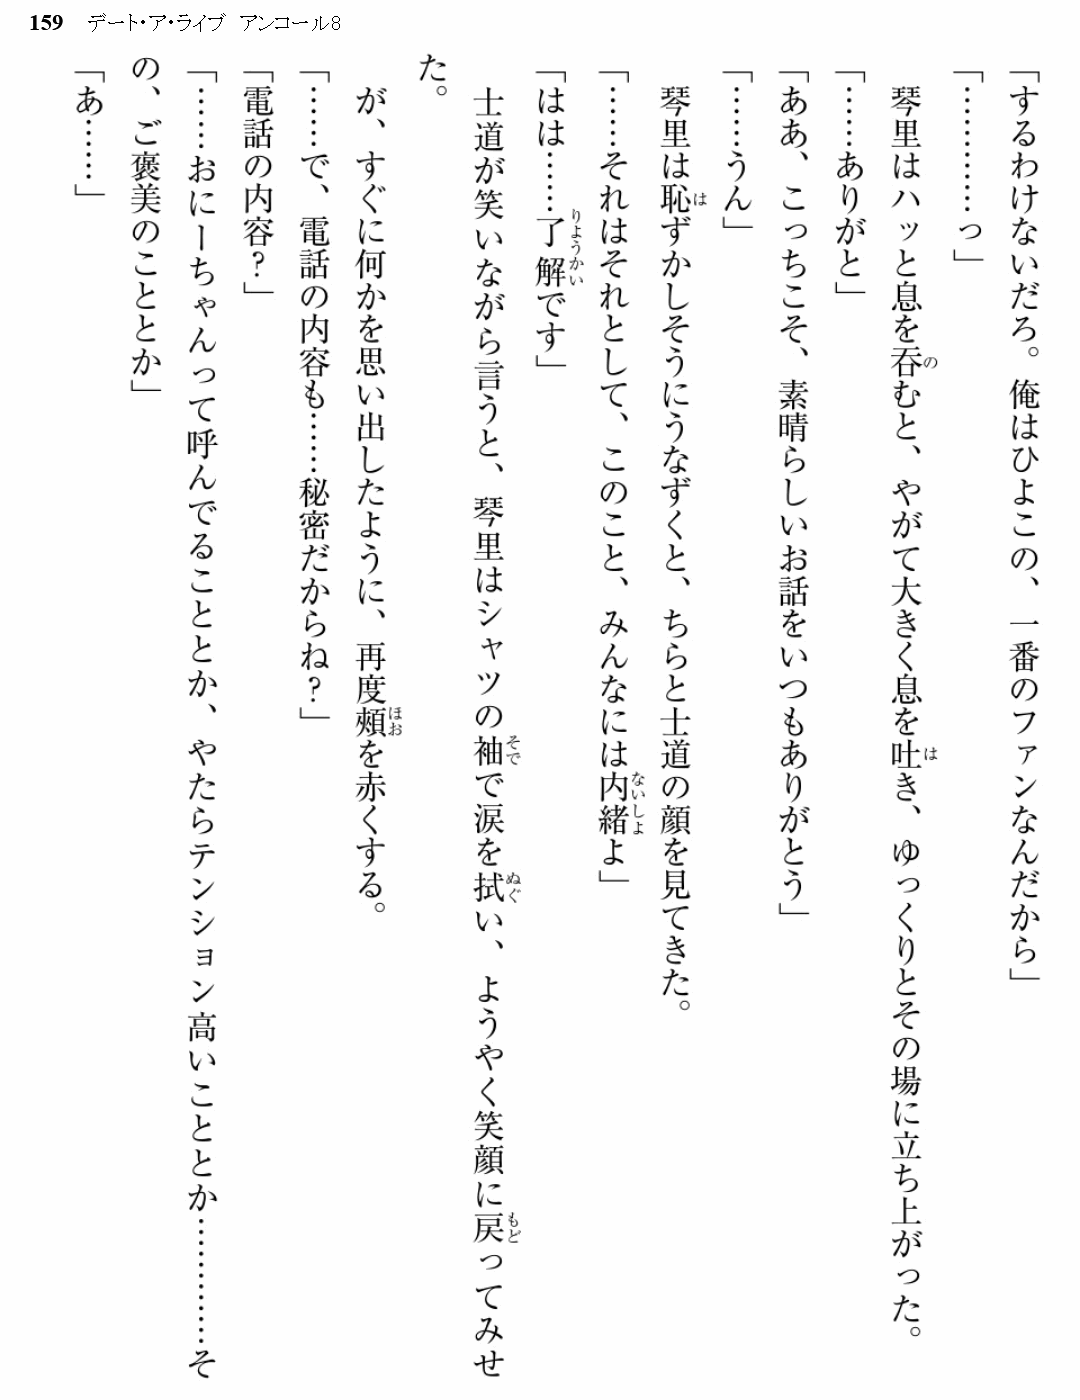 159 デート・ア・ライブ アンコール8
「するわけないだろ。俺はひよこの、一番のファンなんだから」
「…………っ」
琴里はハッと息を呑むと、やがて大きく息を吐き、ゆっくりとその場に立ち上がった。
「……ありがと」
「ああ、こっちこそ、素晴らしいお話をいつもありがとう」
「……うん」
琴里は恥ずかしそうにうなずくと、ちらと士道の顔を見てきた。
「……それはそれとして、このこと、みんなには内緒よ」
「はは……了解です」
士道が笑いながら言うと、琴里はシャツの袖で涙を拭い、ようやく笑顔に戻ってみせ
た。
が、すぐに何かを思い出したように、再度頰を赤くする。
「……で、電話の内容も……秘密だからね？」
「電話の内容？」
「……おにーちゃんって呼んでることとか、やたらテンション高いこととか…………そ
の、ご褒美のこととか」
「あ……」